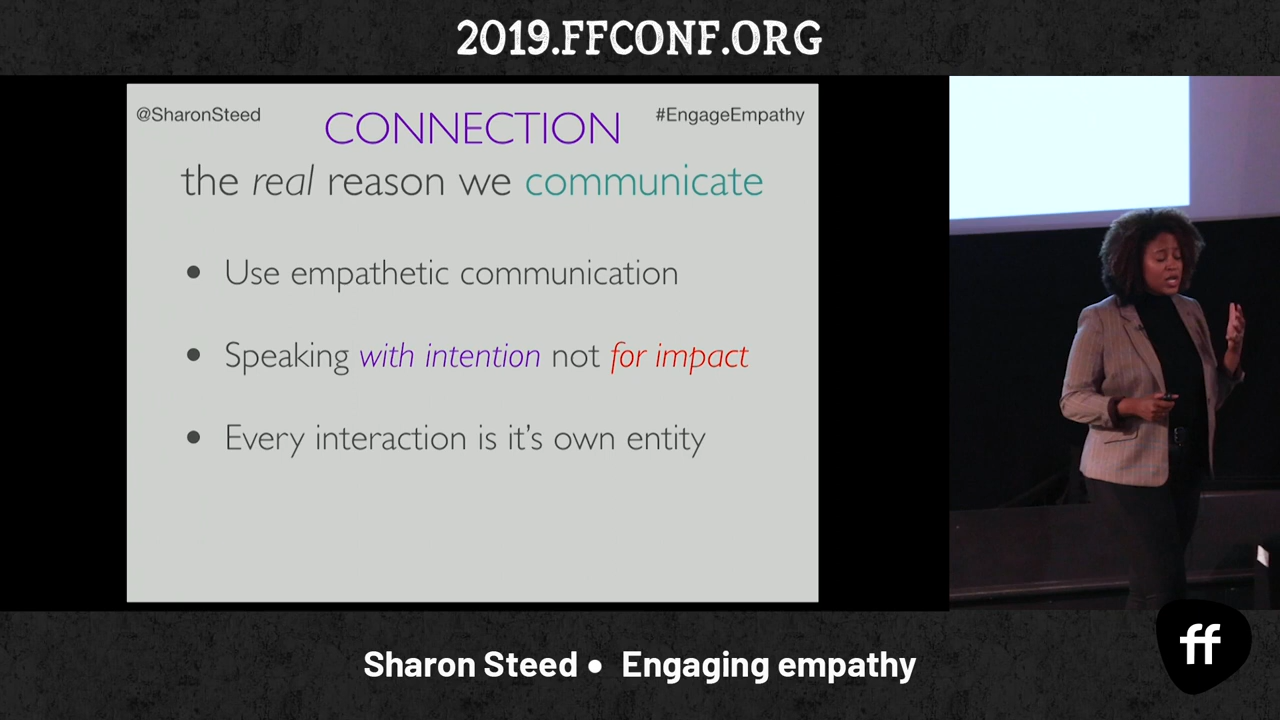 2019.FFCONF.ORG
@SharonSteed
#EngageEmpathy
CONNECTION
the real reason we communicate
• Use empathetic communication
• Speaking with intention not for impact
• Every interaction is it's own entity
Sharon Steed • Engaging empathy
ff